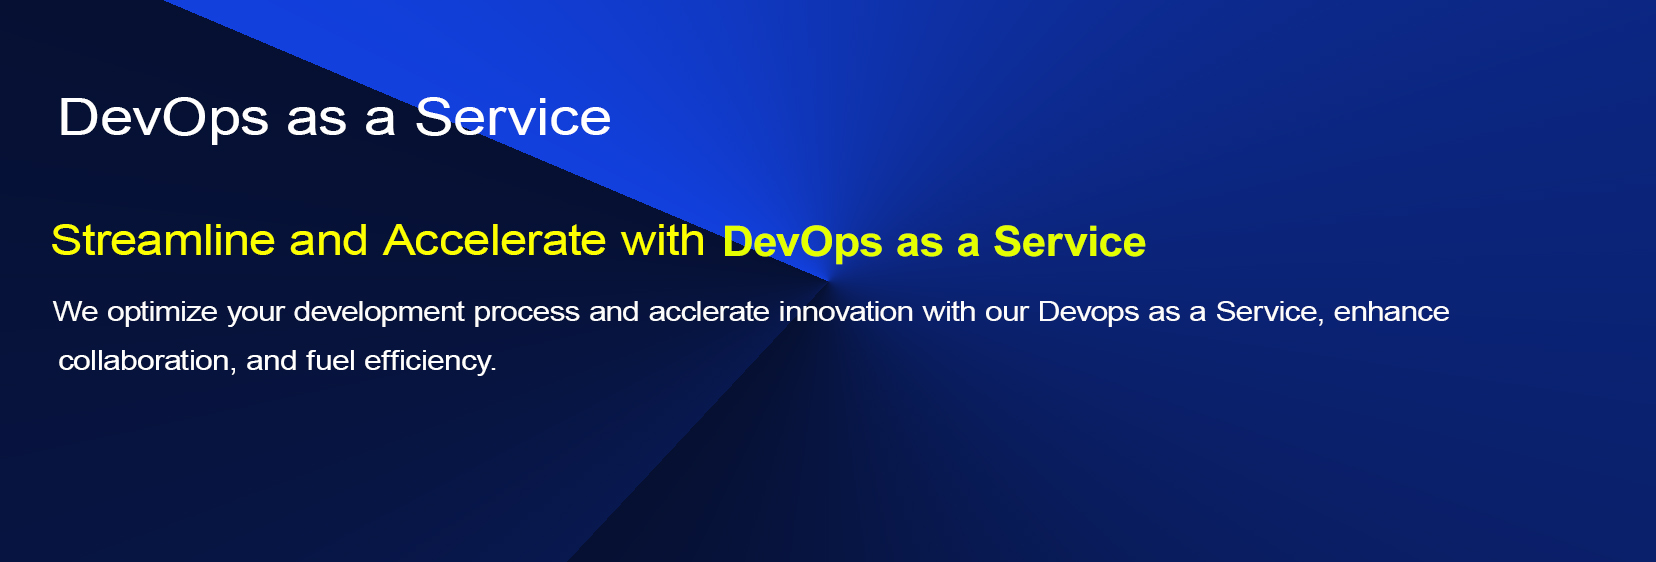 DevOps as a Service
Streamline and Accelerate with DevOps as a Service
We optimize your development process and acclerate innovation with our Devops as a Service, enhance
collaboration, and fuel efficiency.